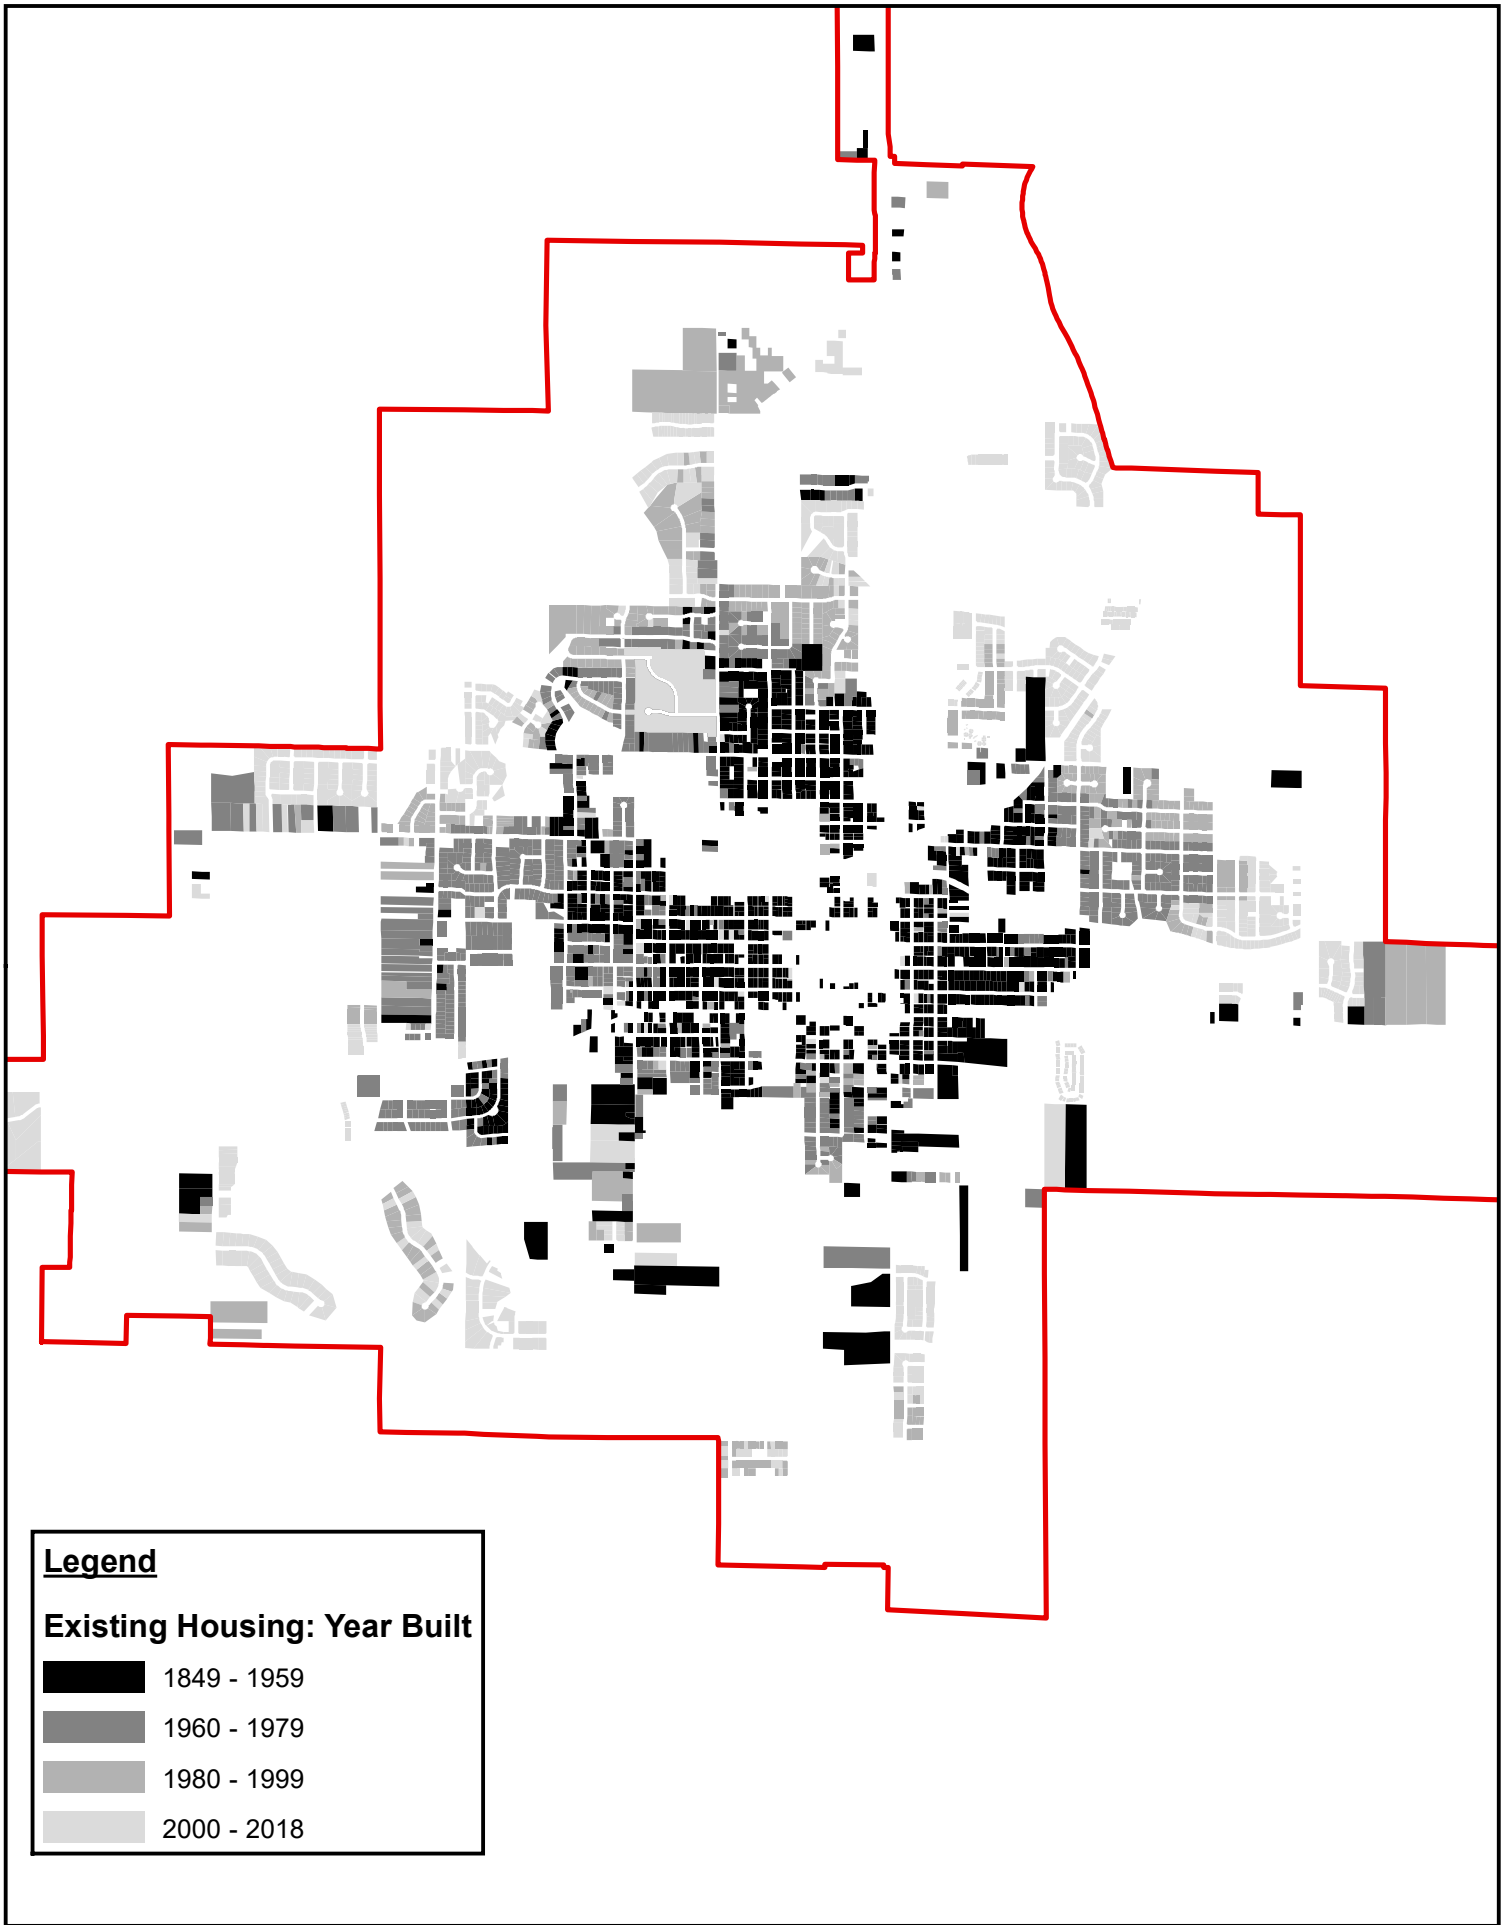 Legend
Existing Housing: Year Built
1849 - 1959
1960 - 1979
1980 - 1999
2000 - 2018